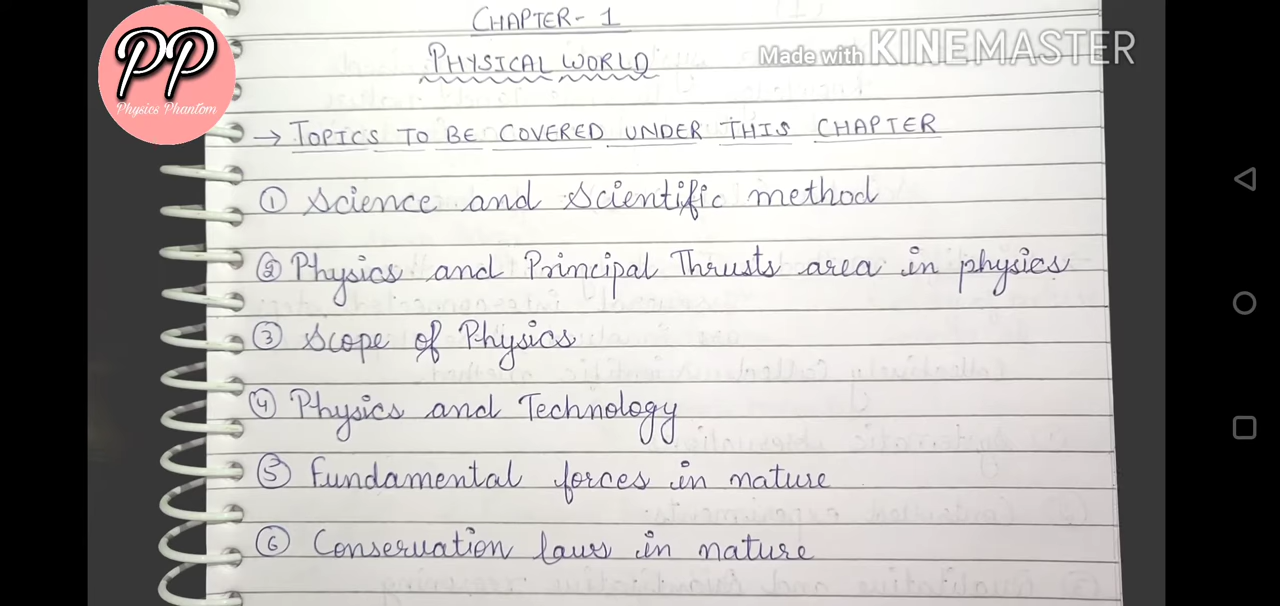 CHAPTER - 1
PHYSICAL WORLD
PP
Physics Phantom
Made with KINEMASTER
→ TOPICS TO BE COVERED UNDER THIS CHAPTER
① Science and Scientific method
② Physics and Principal Thrusts area in physics
③ Scope of Physics
④ Physics and Technology
⑤ Fundamental forces in nature
⑥ Conservation laws in nature